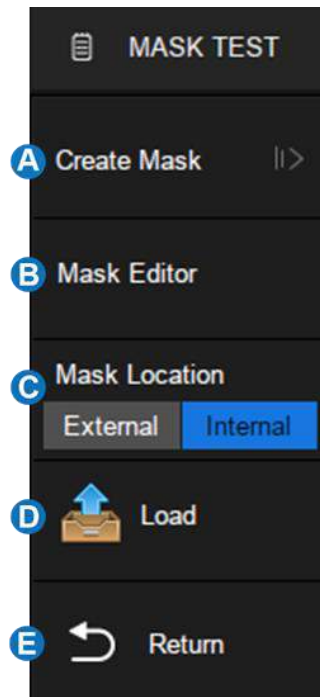 MASK TEST
A Create Mask
B Mask Editor
C Mask Location
External Internal
D Load
E Return